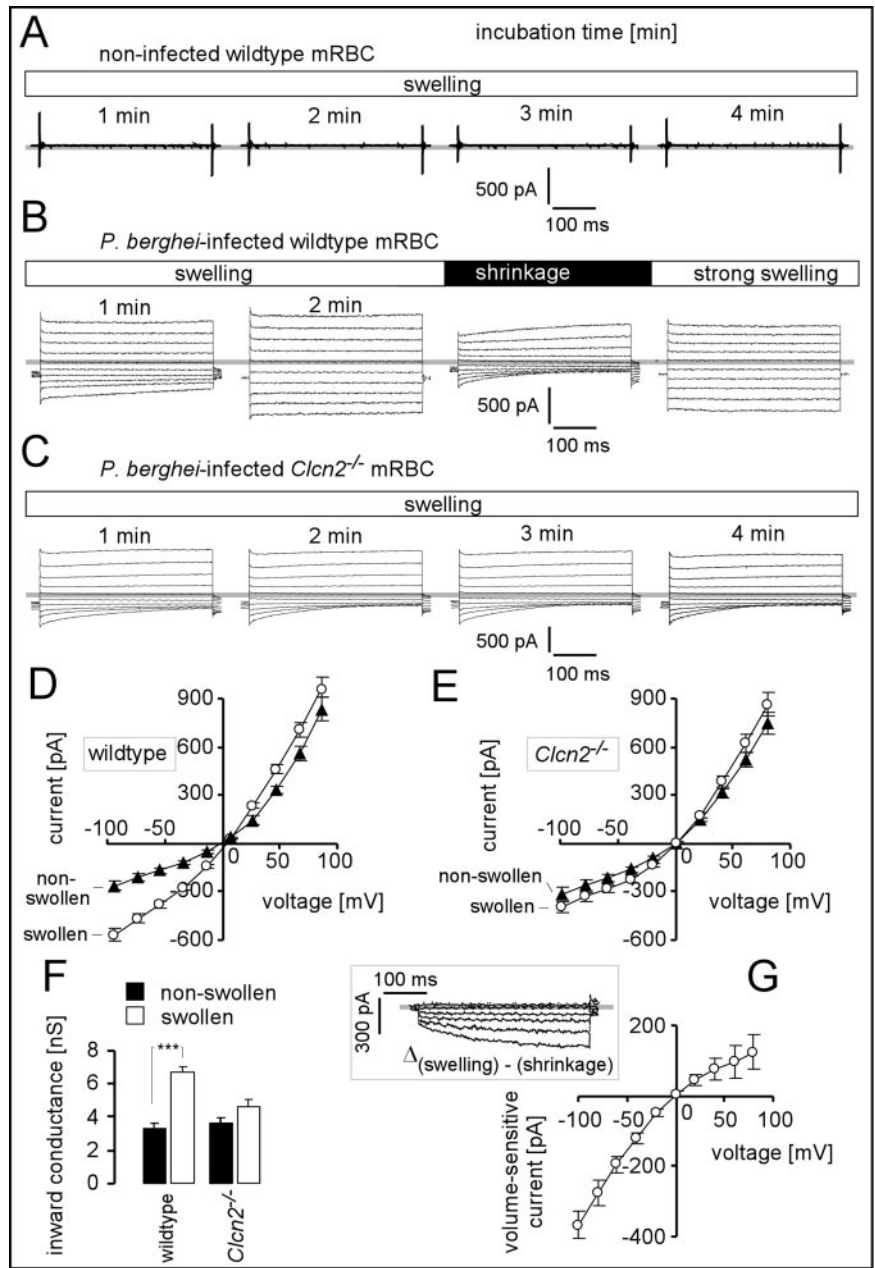 A
incubation time [min]
non-infected wildtype mRBC
swelling
1 min 2 min 3 min 4 min
500 pA
100 ms
B
P. berghei-infected wildtype mRBC
swelling shrinkage strong swelling
1 min 2 min
500 pA
100 ms
C
P. berghei-infected Clcn2-/- mRBC
swelling
1 min 2 min 3 min 4 min
500 pA
100 ms
D
wildtype
current [pA]
900
600
300
-100 -50 0 50 100
-300
-600
voltage [mV]
non-swollen
swollen
E
Clcn2-/-
current [pA]
900
600
300
-100 -50 0 50 100
-300
-600
voltage [mV]
non-swollen
swollen
F
non-swollen
swollen
inward conductance [nS]
8
6
4
2
0
***
wildtype
Clcn2-/-
G
100 ms
300 pA
Δ(swelling) - (shrinkage)
volume-sensitive current [pA]
200
-100 -50 0 50 100
-200
-400
voltage [mV]